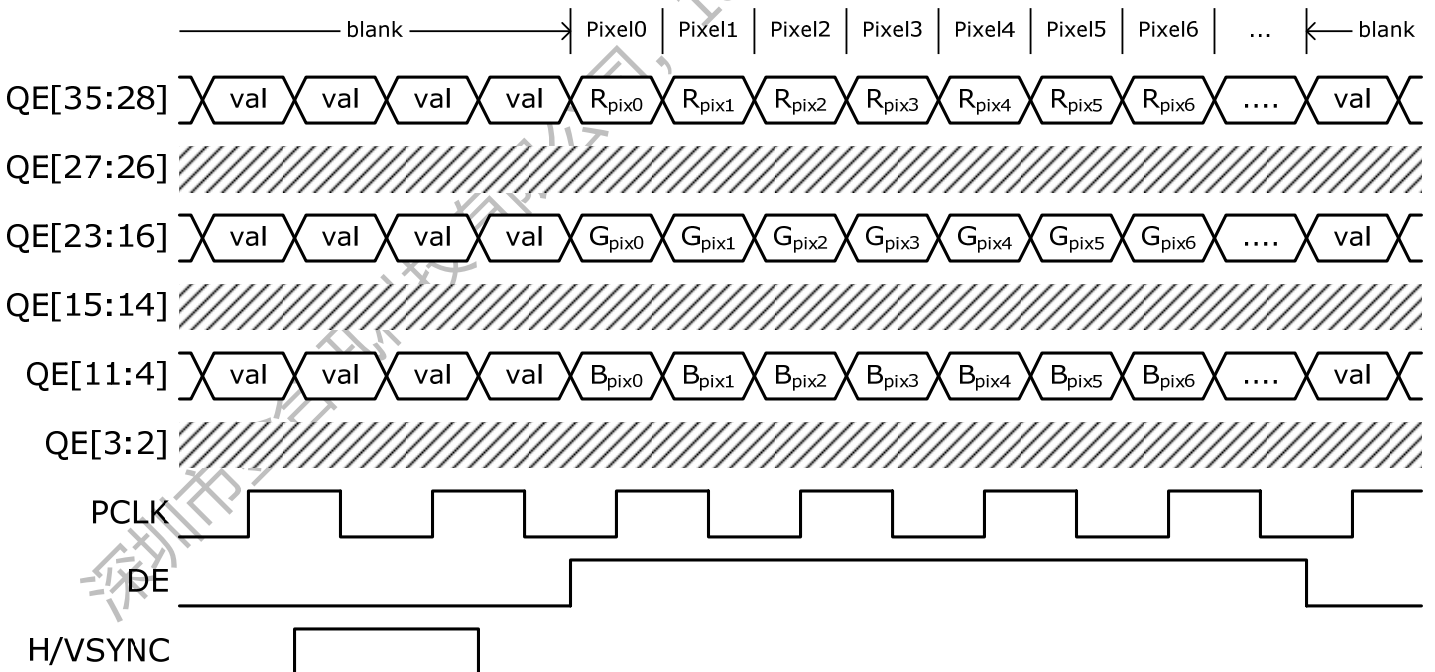 blank Pixel0 Pixel1 Pixel2 Pixel3 Pixel4 Pixel5 Pixel6 ... blank
QE[35:28] val val val val Rpix0 Rpix1 Rpix2 Rpix3 Rpix4 Rpix5 Rpix6 .... val
QE[27:26]
QE[23:16] val val val val Gpix0 Gpix1 Gpix2 Gpix3 Gpix4 Gpix5 Gpix6 .... val
QE[15:14]
QE[11:4] val val val val Bpix0 Bpix1 Bpix2 Bpix3 Bpix4 Bpix5 Bpix6 .... val
QE[3:2]
PCLK
DE
H/VSYNC